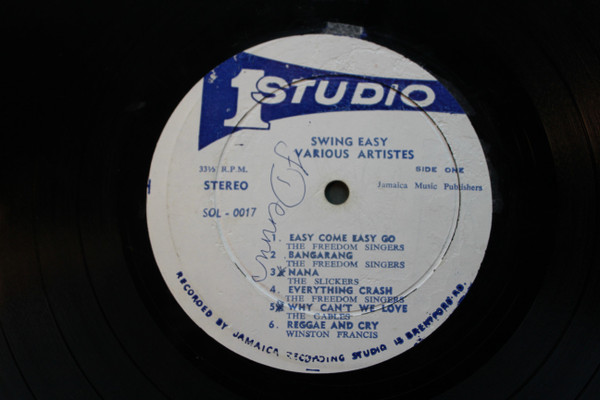 1 STUDIO
SWING EASY
VARIOUS ARTISTES
33⅓ R.P.M.
SIDE ONE
STEREO
Jamaica Music Publishers
SOL - 0017
1. EASY COME EASY GO
THE FREEDOM SINGERS
2. BANGARANG
THE FREEDOM SINGERS
3. NANA
THE SLICKERS
4. EVERYTHING CRASH
THE FREEDOM SINGERS
5. WHY CAN'T WE LOVE
THE GABLES
6. REGGAE AND CRY
WINSTON FRANCIS
RECORDED BY JAMAICA RECORDING STUDIO 13 BRENTFORD RD.